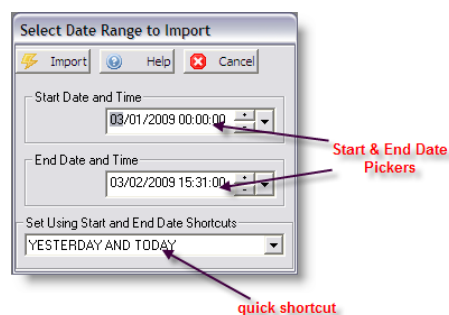 Select Date Range to Import
Import Help Cancel
Start Date and Time
03/01/2009 00:00:00
Start & End Date
Pickers
End Date and Time
03/02/2009 15:31:00
Set Using Start and End Date Shortcuts
YESTERDAY AND TODAY
quick shortcut